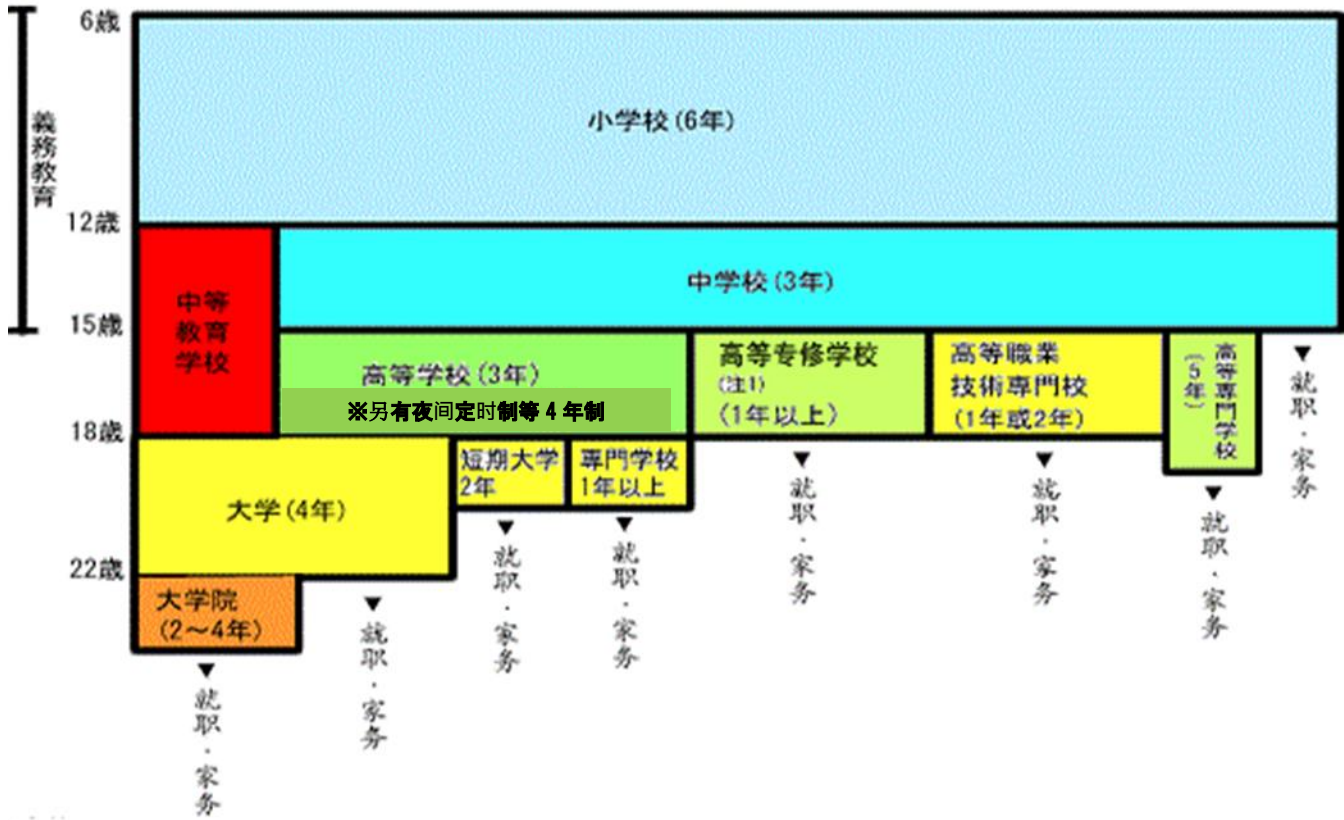 6歳
義務教育
小学校(6年)
12歳
中等
教育
学校
中学校(3年)
15歳
高等学校(3年)
※另有夜间定时制等 4 年制
高等专修学校
(注1)
(1年以上)
高等職業
技術専門校
(1年或2年)
高等専門学校
(5年)
就职・家务
18歳
大学(4年)
短期大学
2年
専門学校
1年以上
就职・家务
就职・家务
就职・家务
就职・家务
就职・家务
22歳
大学院
(2～4年)
就职・家务
就职・家务